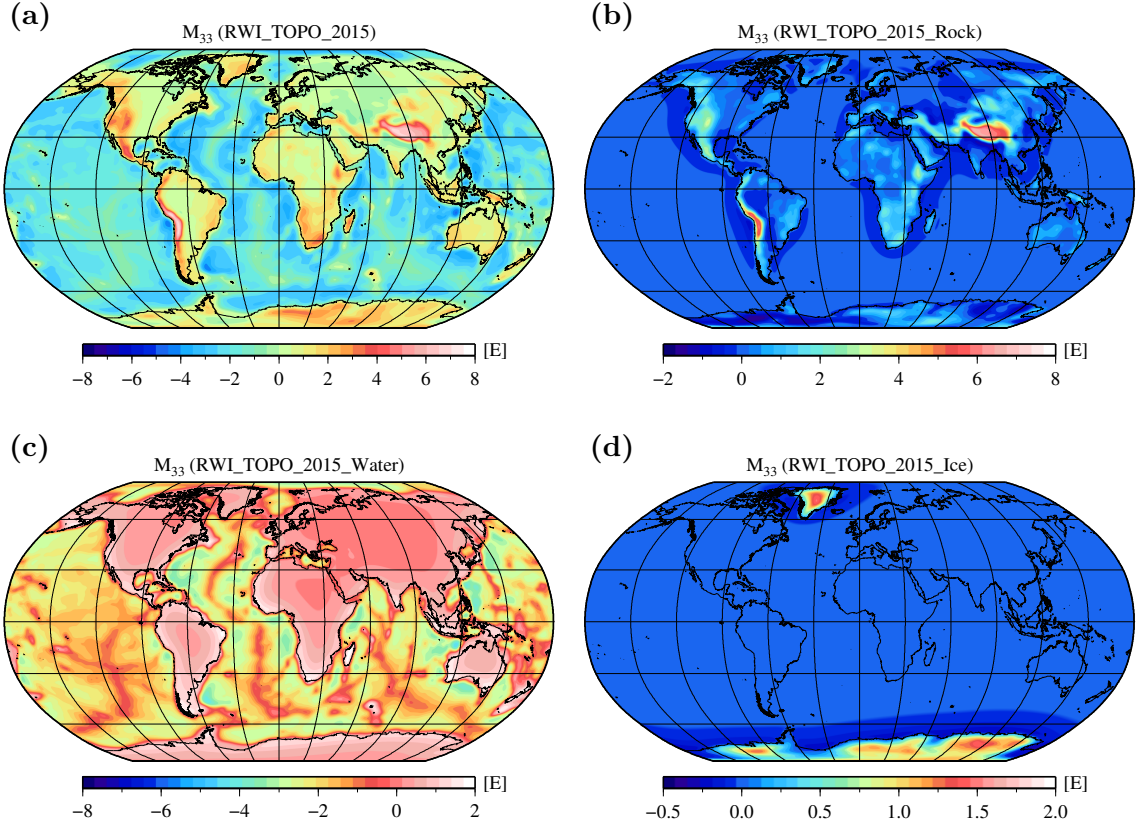 (a)
M₃₃ (RWI_TOPO_2015)
[E]
−8 −6 −4 −2 0 2 4 6 8
(b)
M₃₃ (RWI_TOPO_2015_Rock)
[E]
−2 0 2 4 6 8
(c)
M₃₃ (RWI_TOPO_2015_Water)
[E]
−8 −6 −4 −2 0 2
(d)
M₃₃ (RWI_TOPO_2015_Ice)
[E]
−0.5 0.0 0.5 1.0 1.5 2.0